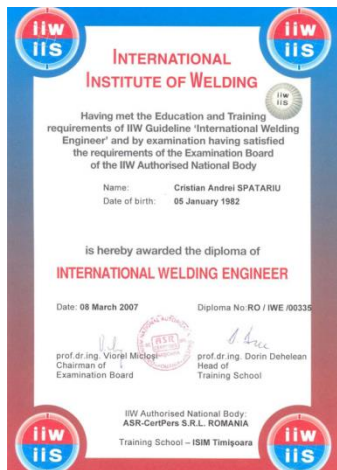 iiw
iis
iiw
iis
INTERNATIONAL
INSTITUTE OF WELDING
iiw
iis
Having met the Education and Training
requirements of IIW Guideline 'International Welding
Engineer' and by examination having satisfied
the requirements of the Examination Board
of the IIW Authorised National Body
Name: Cristian Andrei SPATARIU
Date of birth: 05 January 1982
is hereby awarded the diploma of
INTERNATIONAL WELDING ENGINEER
Date: 08 March 2007 Diploma No:RO / IWE /00335
ASR
prof.dr.ing. Viorel Micloşi prof.dr.ing. Dorin Dehelean
Chairman of Head of
Examination Board Training School
IIW Authorised National Body:
ASR-CertPers S.R.L. ROMANIA
Training School – ISIM Timişoara
iiw
iis
iiw
iis